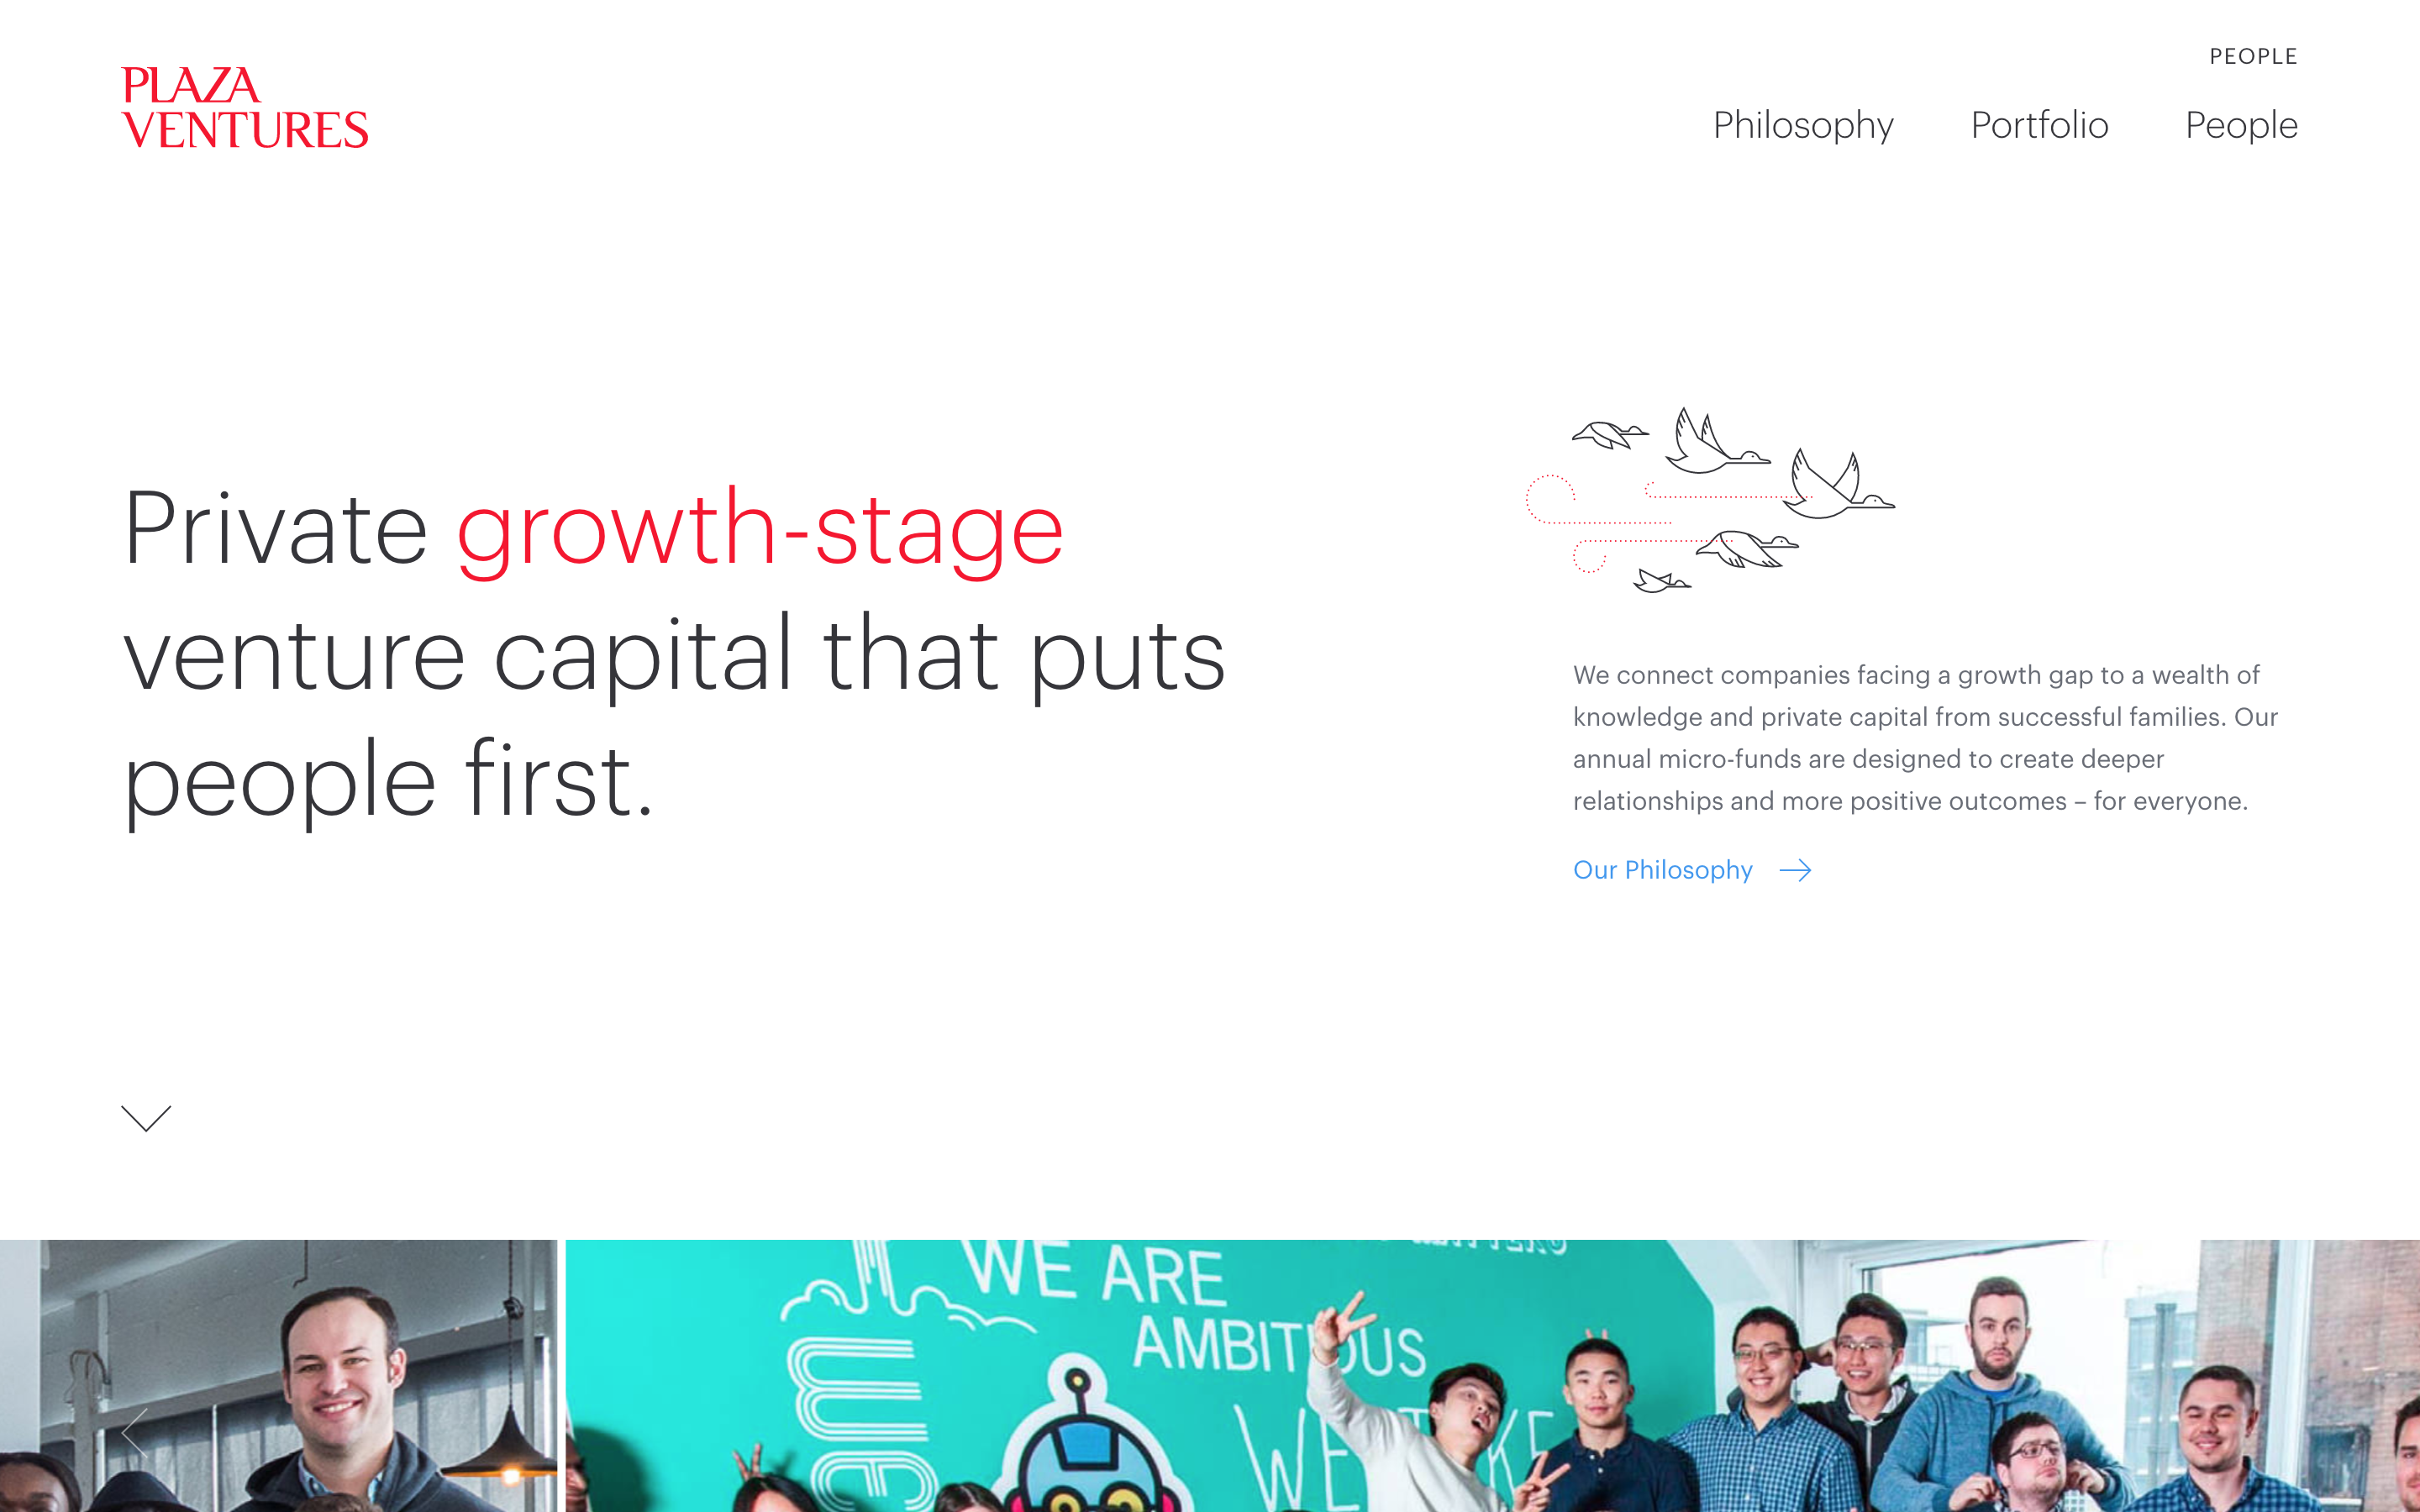 PLAZA
VENTURES
PEOPLE
Philosophy Portfolio People
Private growth-stage
venture capital that puts
people first.
We connect companies facing a growth gap to a wealth of
knowledge and private capital from successful families. Our
annual micro-funds are designed to create deeper
relationships and more positive outcomes – for everyone.
Our Philosophy
WE ARE
AMBITIOUS
WE
we